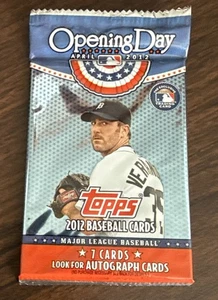 Opening Day
APRIL 2012
TOPPS
2012 BASEBALL CARDS
MAJOR LEAGUE BASEBALL
7 CARDS
LOOK FOR AUTOGRAPH CARDS